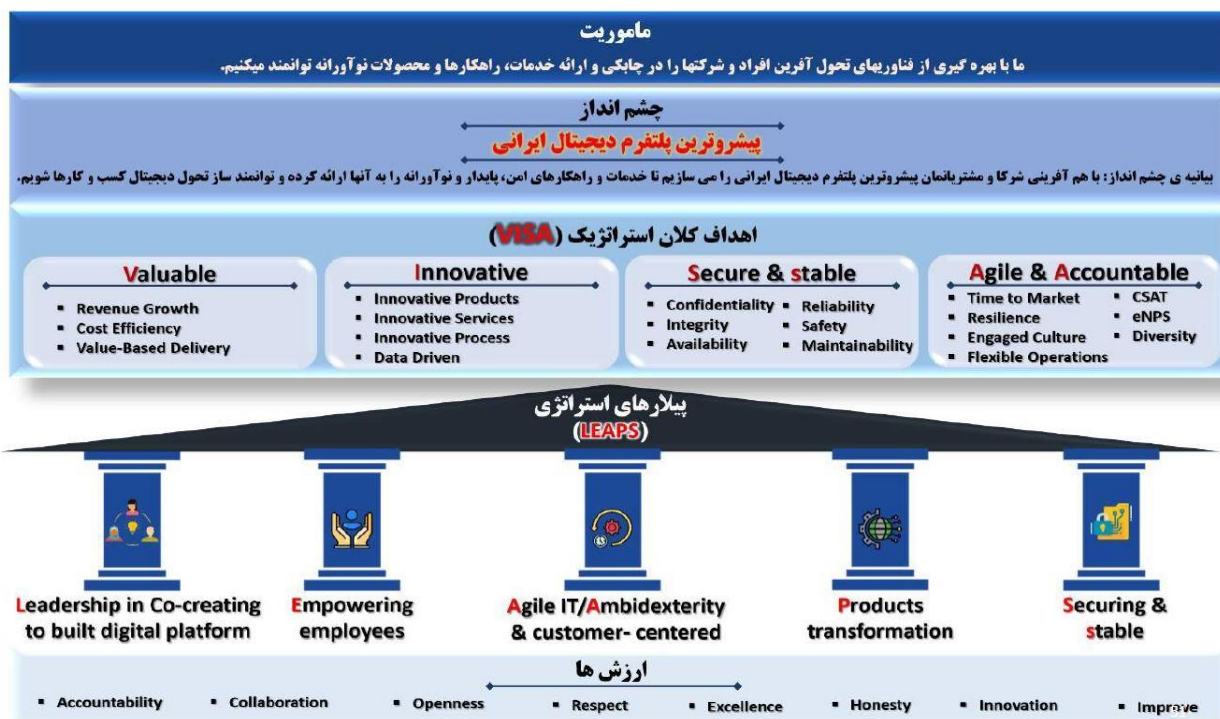 ماموریت
ما با بهره گیری از فناوریهای تحول آفرین افراد و شرکتها را در چابکی و ارائه خدمات، راهکارها و محصولات نوآورانه توانمند میکنیم.
چشم انداز
پیشروترین پلتفرم دیجیتال ایرانی
بیانیه ی چشم انداز: با هم آفرینی شرکا و مشتریانمان پیشروترین پلتفرم دیجیتال ایرانی را می سازیم تا خدمات و راهکارهای امن، پایدار و نوآورانه را به آنها ارائه کرده و توانمند ساز تحول دیجیتال کسب و کارها شویم.
اهداف کلان استراتژیک (VISA)
Valuable
▪ Revenue Growth
▪ Cost Efficiency
▪ Value-Based Delivery
Innovative
▪ Innovative Products
▪ Innovative Services
▪ Innovative Process
▪ Data Driven
Secure & stable
▪ Confidentiality
▪ Integrity
▪ Availability
▪ Reliability
▪ Safety
▪ Maintainability
Agile & Accountable
▪ Time to Market
▪ Resilience
▪ Engaged Culture
▪ Flexible Operations
▪ CSAT
▪ eNPS
▪ Diversity
پیلارهای استراتژی
(LEAPS)
Leadership in Co-creating
to built digital platform
Empowering
employees
Agile IT/Ambidexterity
& customer- centered
Products
transformation
Securing &
stable
ارزش ها
▪ Accountability ▪ Collaboration ▪ Openness ▪ Respect ▪ Excellence ▪ Honesty ▪ Innovation ▪ Improve